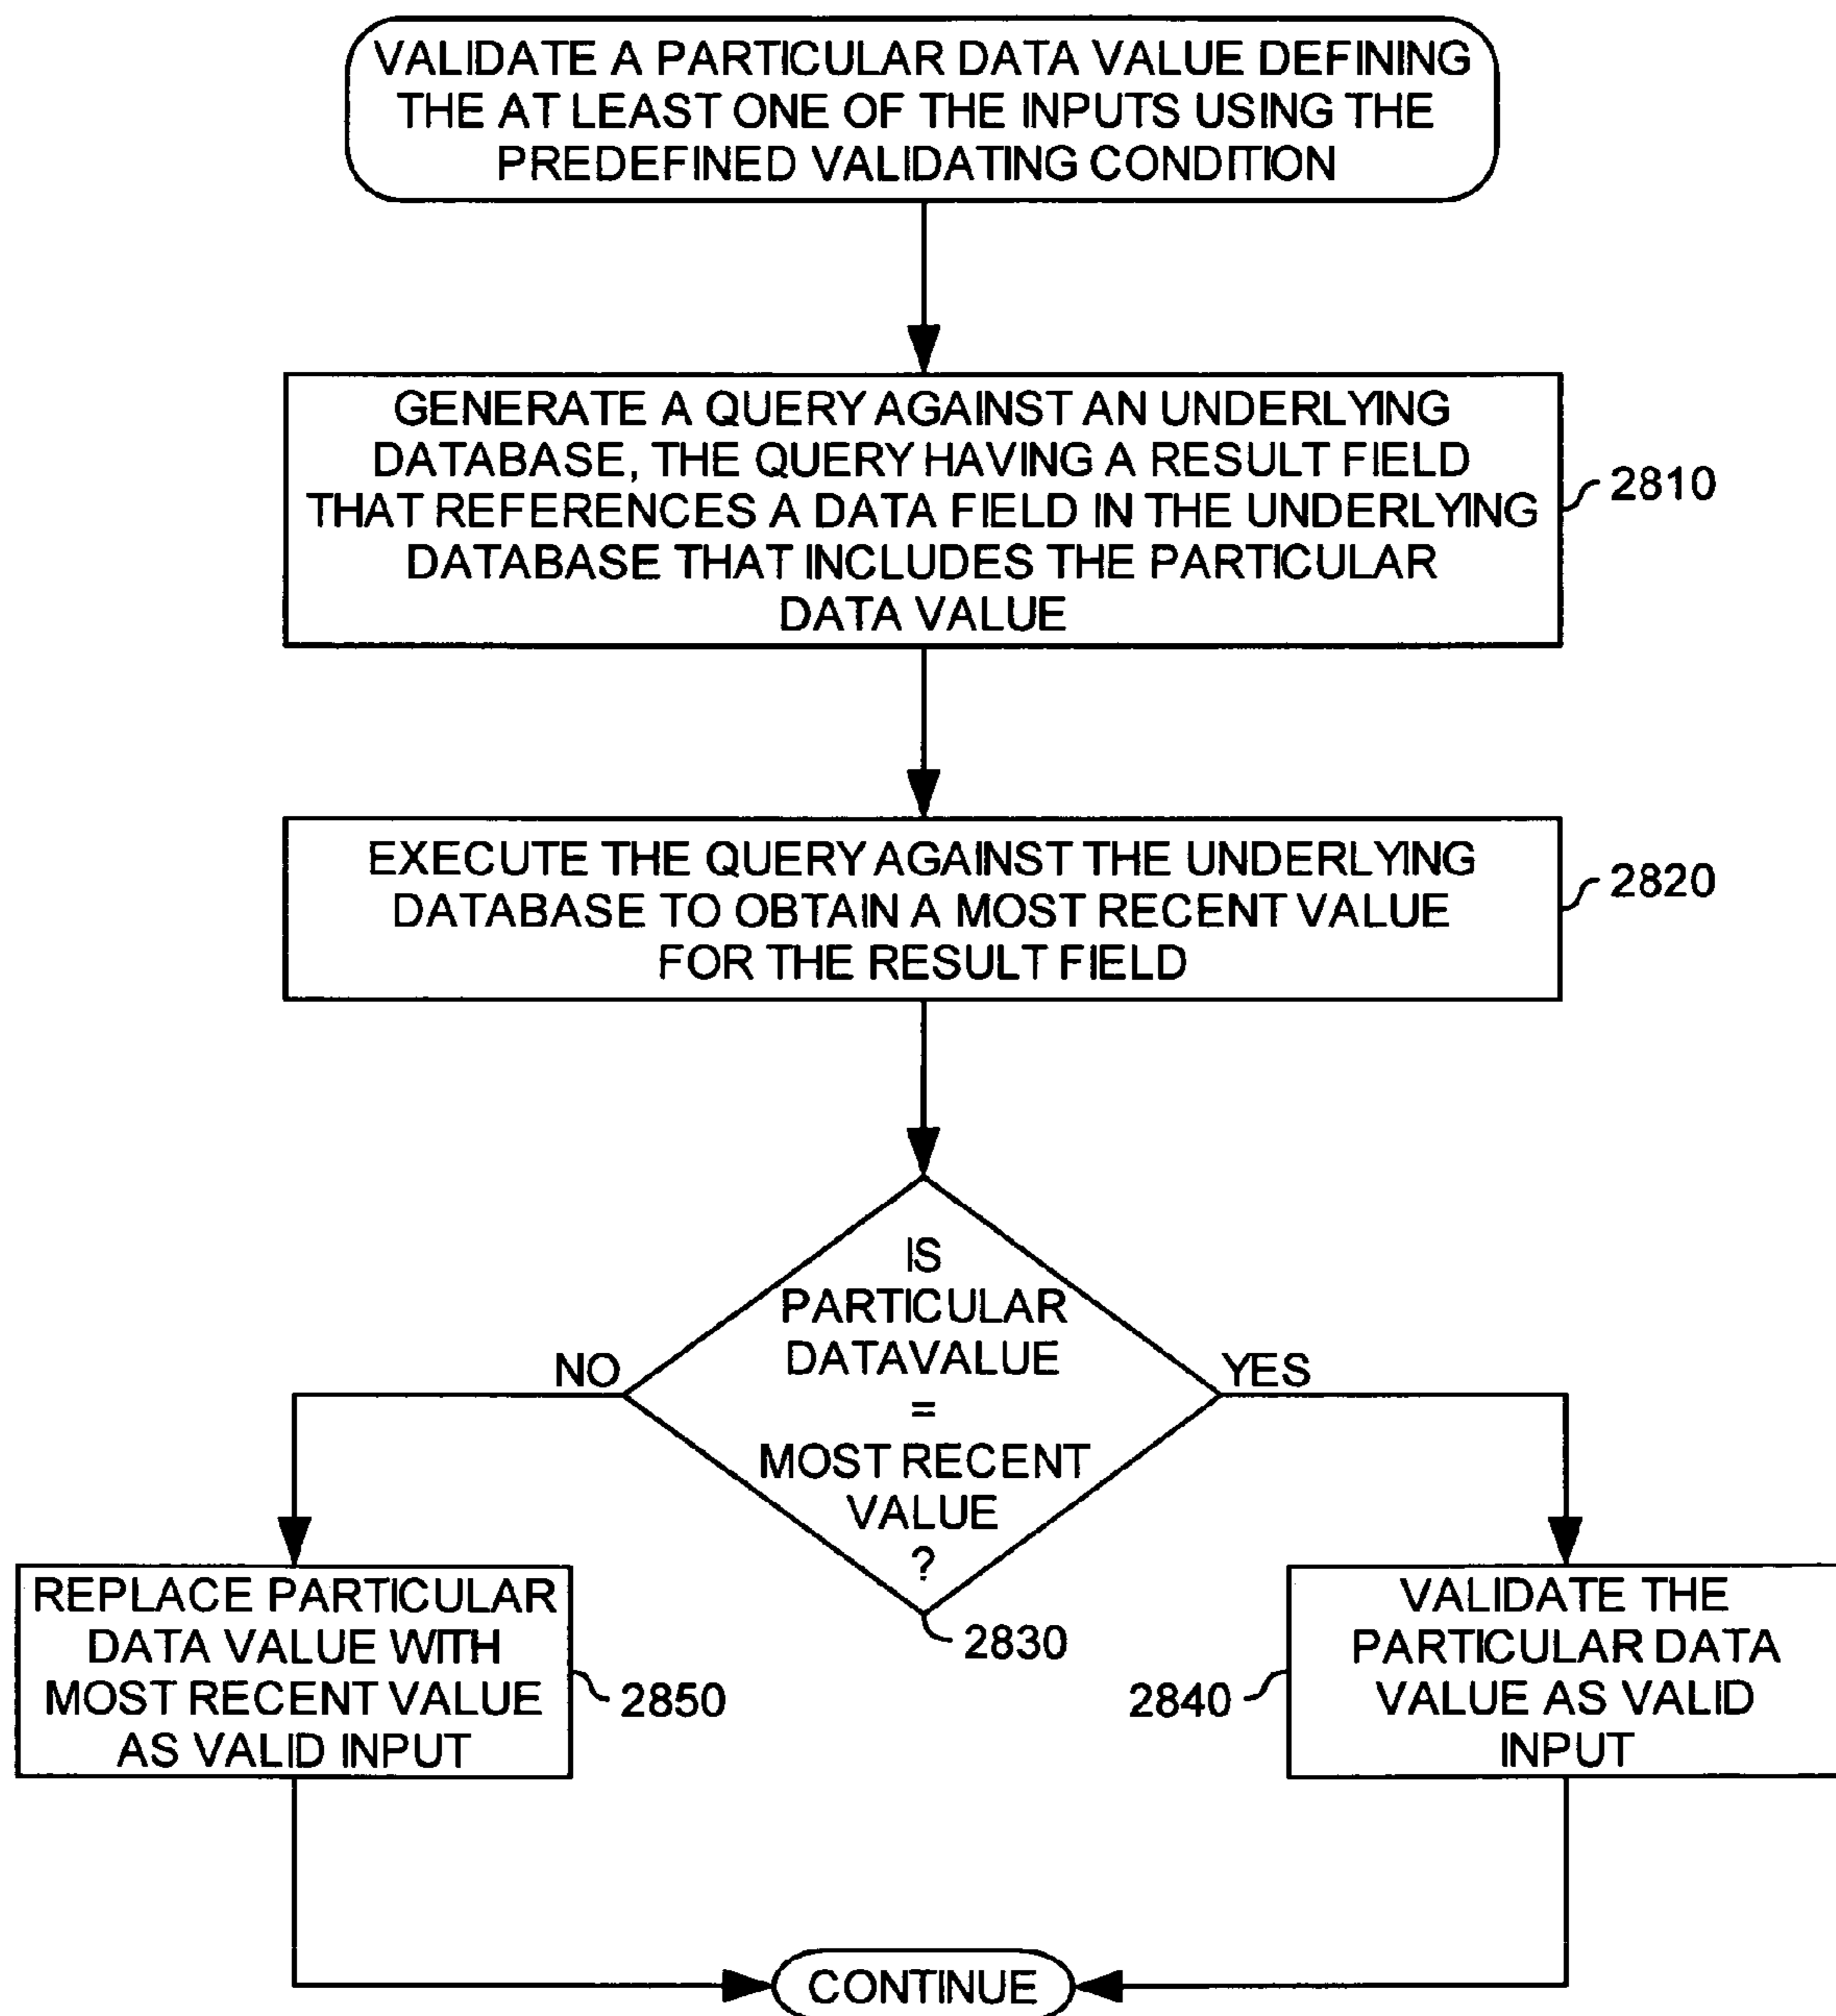 VALIDATE A PARTICULAR DATA VALUE DEFINING
THE AT LEAST ONE OF THE INPUTS USING THE
PREDEFINED VALIDATING CONDITION
GENERATE A QUERY AGAINST AN UNDERLYING
DATABASE, THE QUERY HAVING A RESULT FIELD
THAT REFERENCES A DATA FIELD IN THE UNDERLYING
DATABASE THAT INCLUDES THE PARTICULAR
DATA VALUE
2810
EXECUTE THE QUERY AGAINST THE UNDERLYING
DATABASE TO OBTAIN A MOST RECENT VALUE
FOR THE RESULT FIELD
2820
IS
PARTICULAR
DATAVALUE
=
MOST RECENT
VALUE
?
NO
YES
2830
REPLACE PARTICULAR
DATA VALUE WITH
MOST RECENT VALUE
AS VALID INPUT
2850
2840
VALIDATE THE
PARTICULAR DATA
VALUE AS VALID
INPUT
CONTINUE